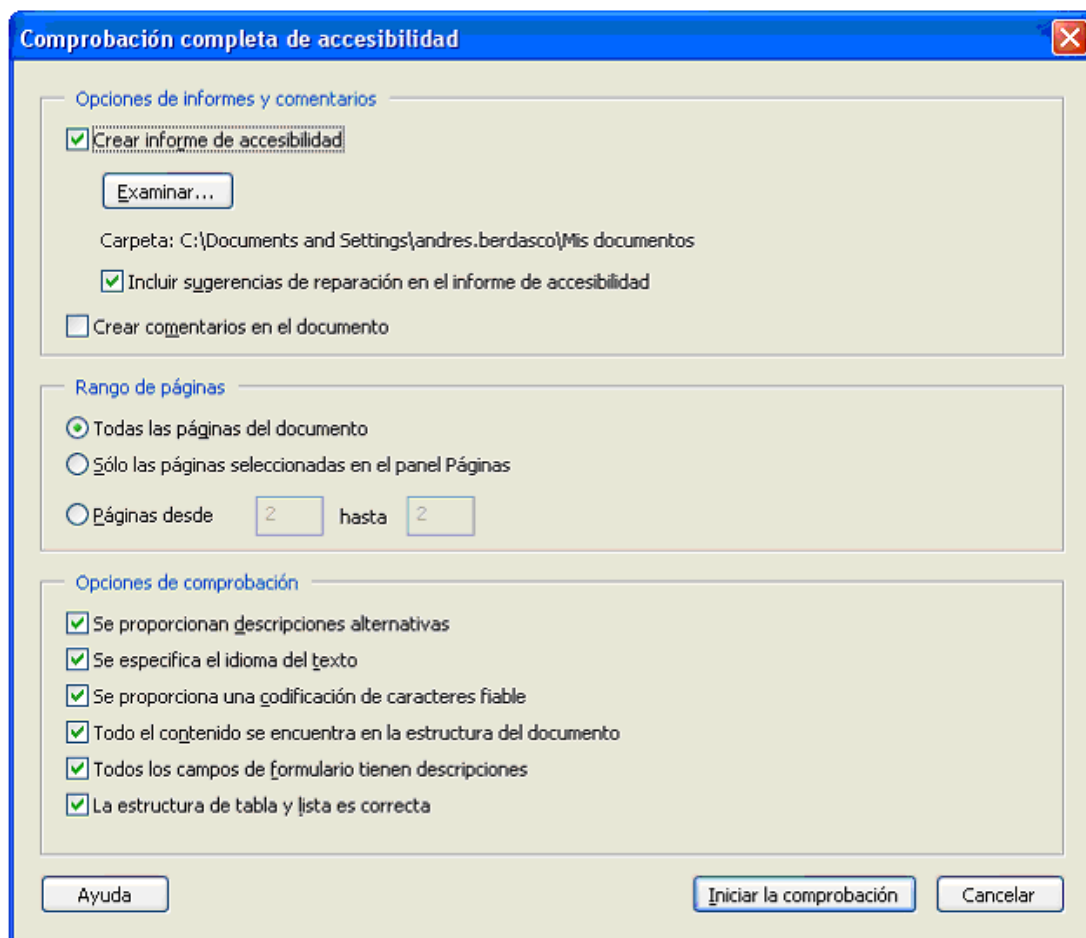 Comprobación completa de accesibilidad
Opciones de informes y comentarios
Crear informe de accesibilidad
Examinar...
Carpeta: C:\Documents and Settings\andres.berdasco\Mis documentos
Incluir sugerencias de reparación en el informe de accesibilidad
Crear comentarios en el documento
Rango de páginas
Todas las páginas del documento
Sólo las páginas seleccionadas en el panel Páginas
Páginas desde 2 hasta 2
Opciones de comprobación
Se proporcionan descripciones alternativas
Se especifica el idioma del texto
Se proporciona una codificación de caracteres fiable
Todo el contenido se encuentra en la estructura del documento
Todos los campos de formulario tienen descripciones
La estructura de tabla y lista es correcta
Ayuda Iniciar la comprobación Cancelar